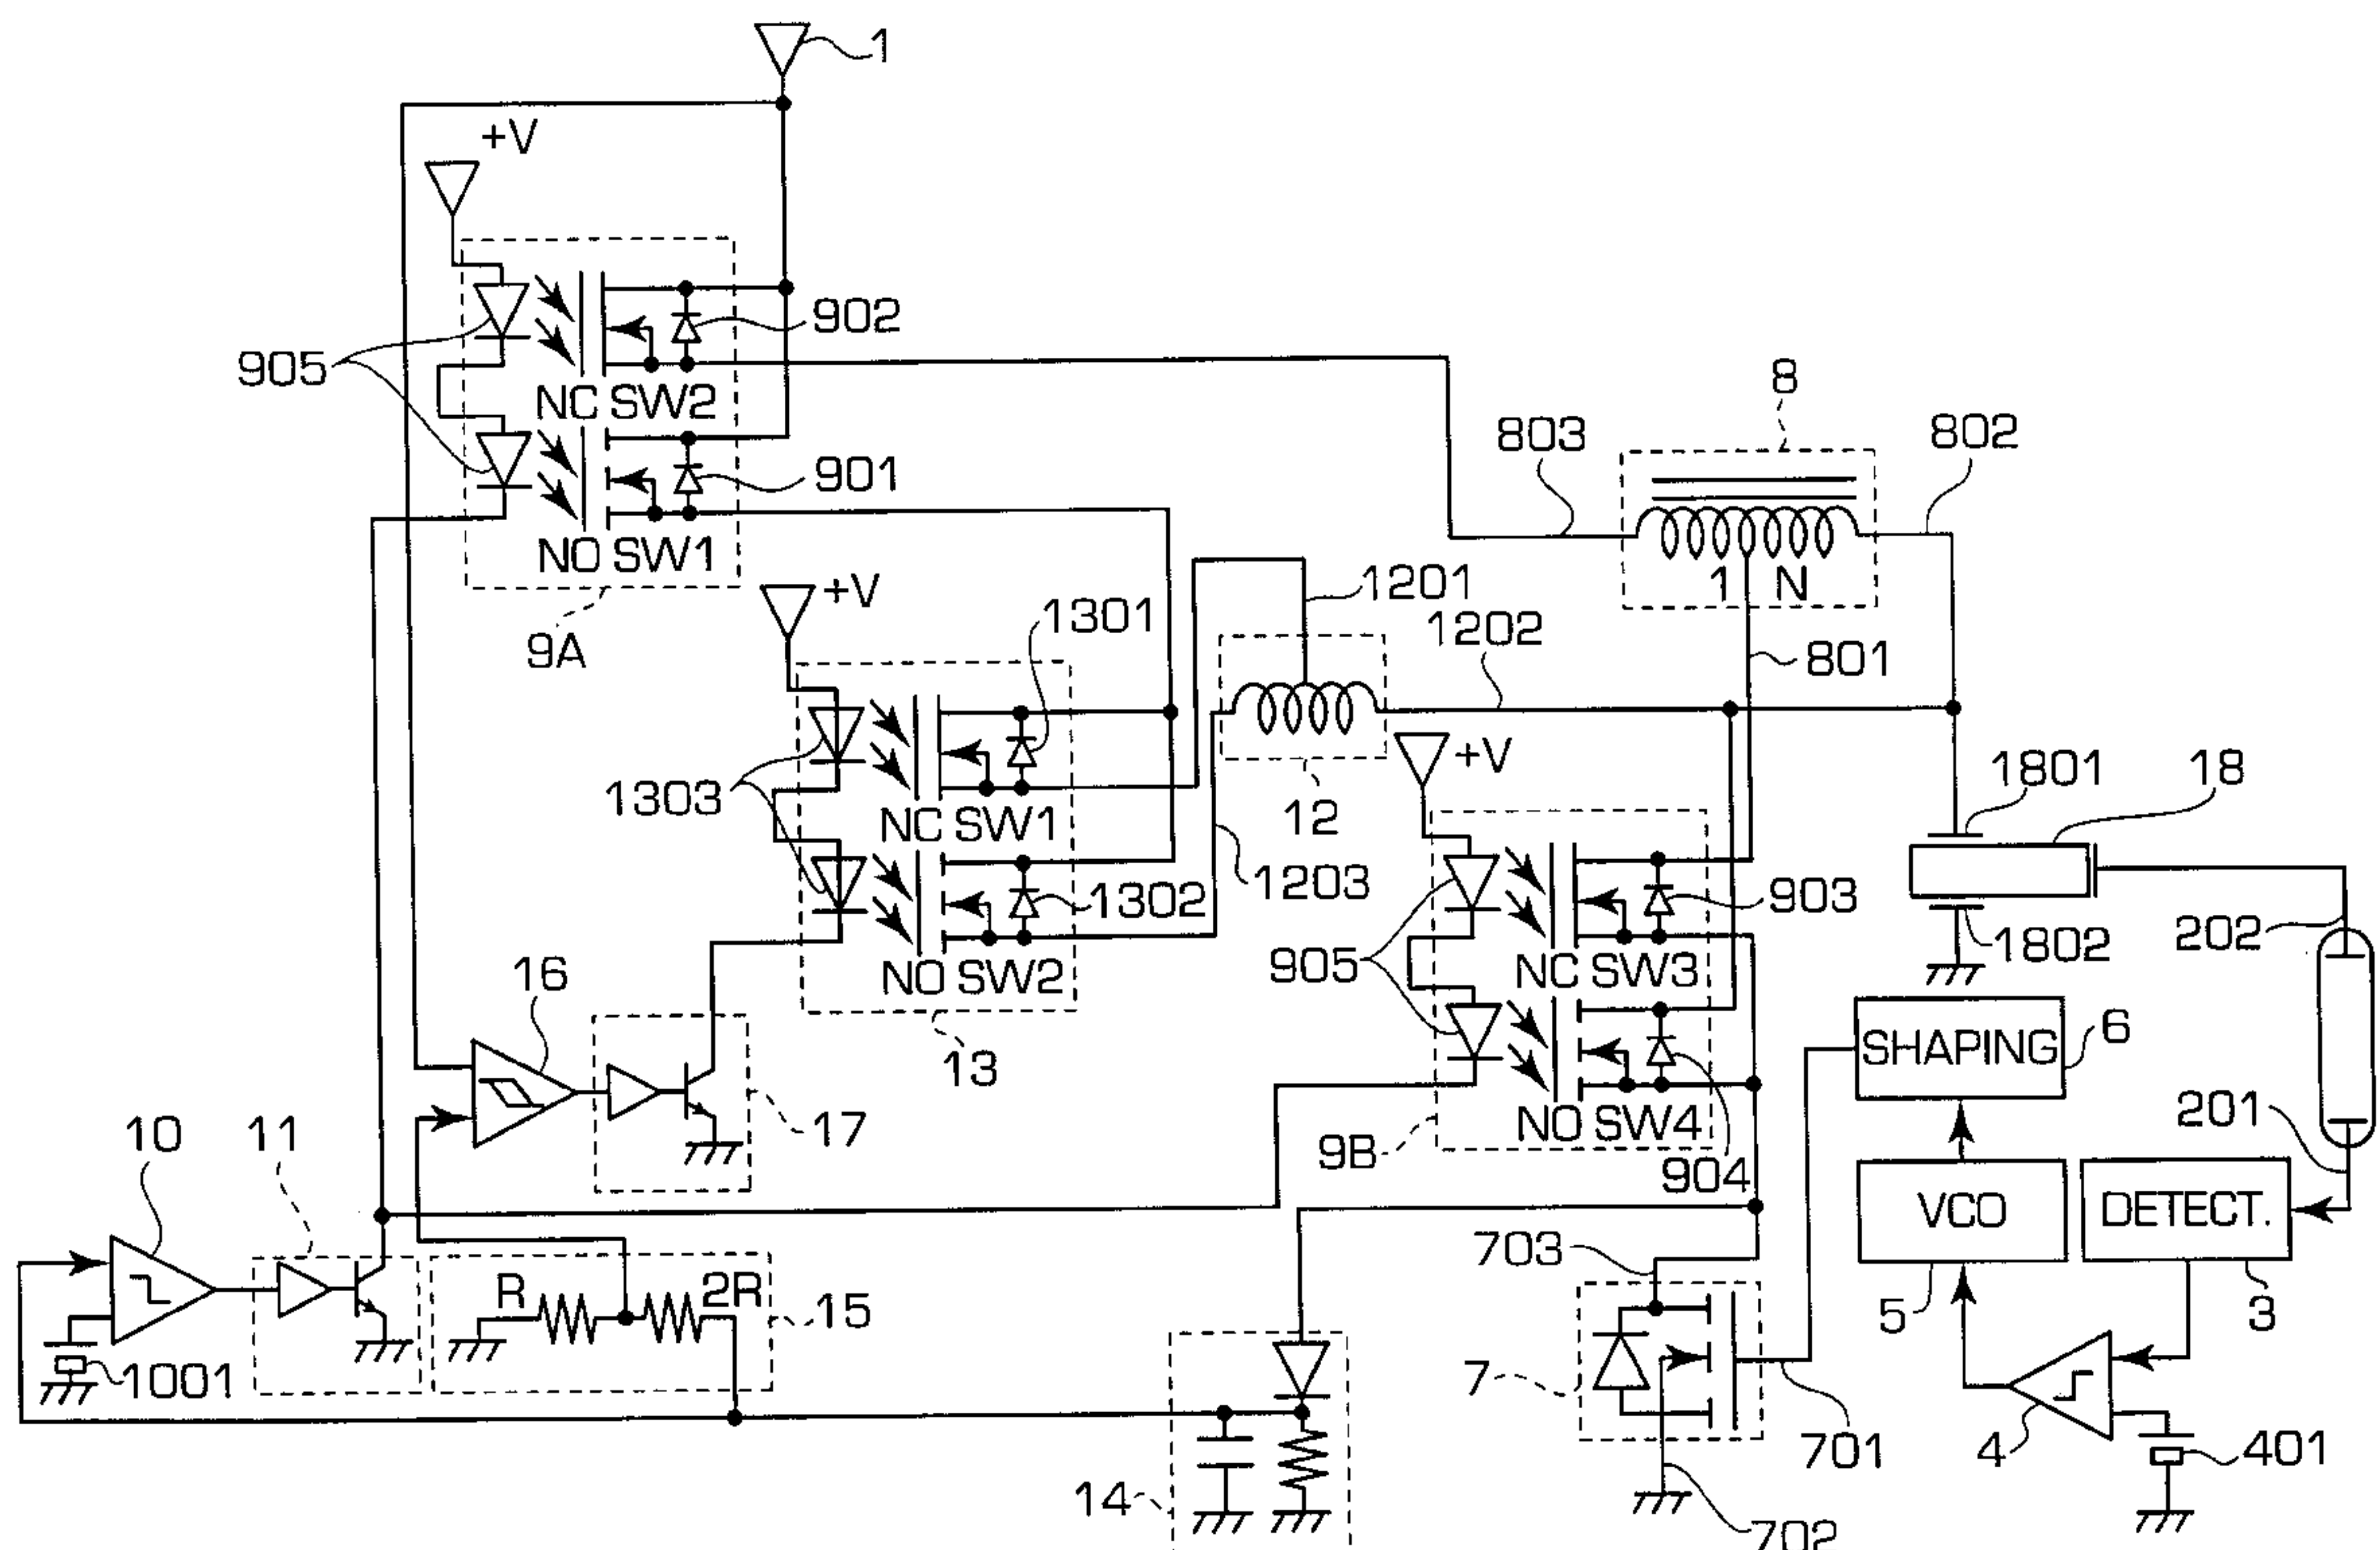 1
+V
902
905
NC SW2
8
803
802
901
NO SW1
1 N
+V
1301
1201
1202
9A
801
1303
+V
1801
18
NC SW1
12
1203
1302
903
202
905
NC SW3
1802
16
NO SW2
SHAPING
6
13
10
11
17
NO SW4
201
9B
904
VCO
DETECT.
703
R
2R
15
5
3
1001
7
14
701
4
401
702